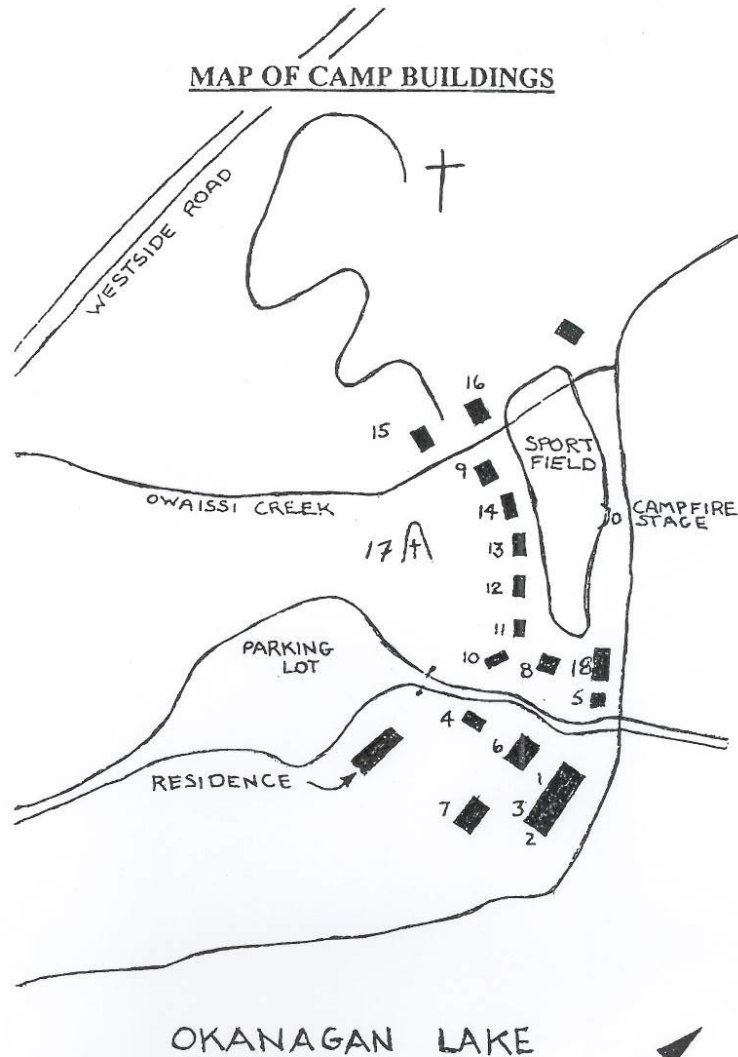 MAP OF CAMP BUILDINGS
WESTSIDE ROAD
16
15
SPORT
FIELD
9
OWAISSI CREEK
14
CAMPFIRE
STAGE
17
13
12
11
PARKING
LOT
10
8
18
5
4
6
1
RESIDENCE
7
3
2
OKANAGAN LAKE